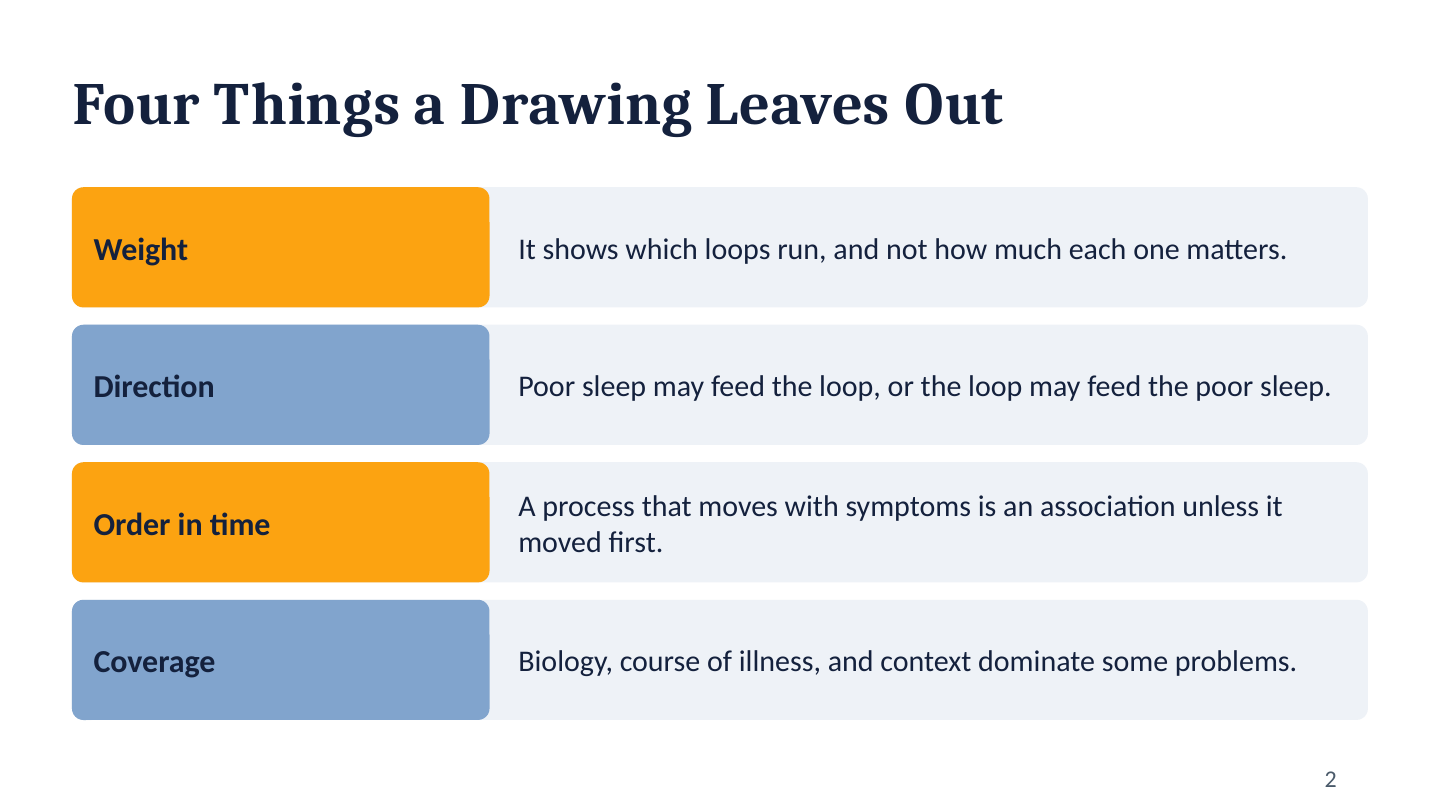 Four Things a Drawing Leaves Out
Weight
It shows which loops run, and not how much each one matters.
Direction
Poor sleep may feed the loop, or the loop may feed the poor sleep.
Order in time
A process that moves with symptoms is an association unless it
moved first.
Coverage
Biology, course of illness, and context dominate some problems.
2